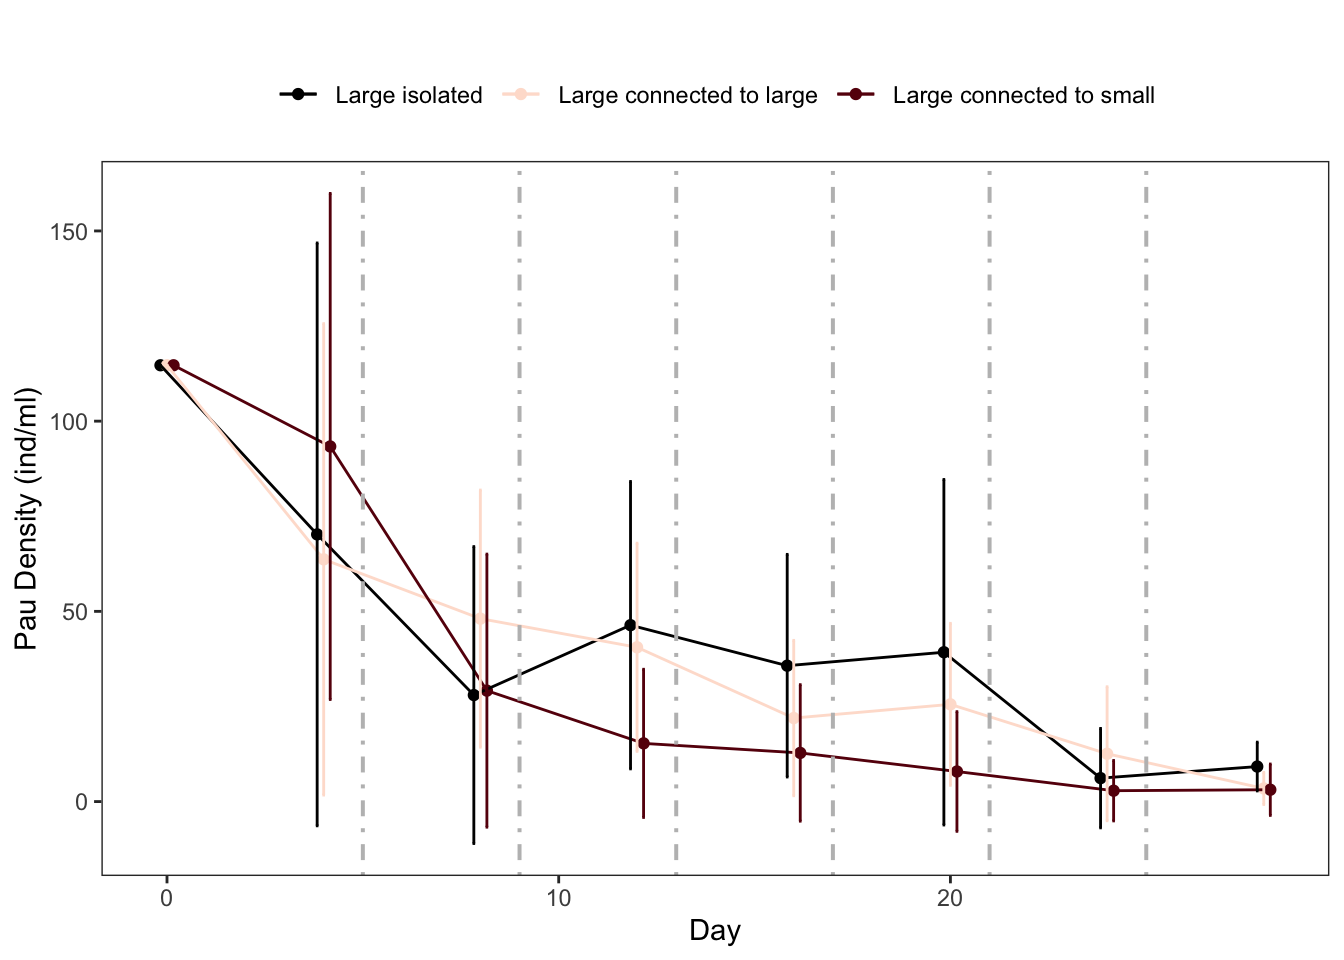 Large isolated Large connected to large Large connected to small
150
100
50
0
Pau Density (ind/ml)
0 10 20
Day